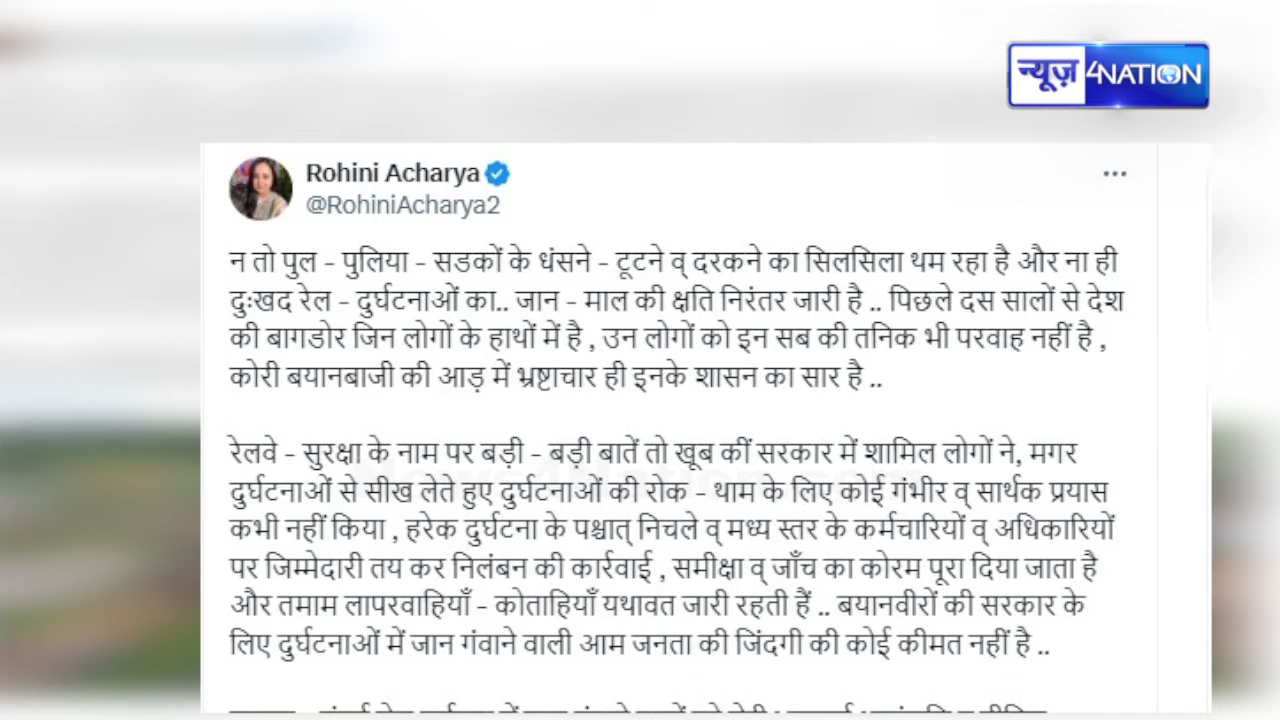 न्यूज़ 4NATION
Rohini Acharya
@RohiniAcharya2
न तो पुल - पुलिया - सडकों के धंसने - टूटने व् दरकने का सिलसिला थम रहा है और ना ही
दुःखद रेल - दुर्घटनाओं का.. जान - माल की क्षति निरंतर जारी है .. पिछले दस सालों से देश
की बागडोर जिन लोगों के हाथों में है , उन लोगों को इन सब की तनिक भी परवाह नहीं है ,
कोरी बयानबाजी की आड़ में भ्रष्टाचार ही इनके शासन का सार है ..
रेलवे - सुरक्षा के नाम पर बड़ी - बड़ी बातें तो खूब कीं सरकार में शामिल लोगों ने, मगर
दुर्घटनाओं से सीख लेते हुए दुर्घटनाओं की रोक - थाम के लिए कोई गंभीर व् सार्थक प्रयास
कभी नहीं किया , हरेक दुर्घटना के पश्चात् निचले व् मध्य स्तर के कर्मचारियों व् अधिकारियों
पर जिम्मेदारी तय कर निलंबन की कार्रवाई , समीक्षा व् जाँच का कोरम पूरा दिया जाता है
और तमाम लापरवाहियाँ - कोताहियाँ यथावत जारी रहती हैं .. बयानवीरों की सरकार के
लिए दुर्घटनाओं में जान गंवाने वाली आम जनता की जिंदगी की कोई कीमत नहीं है ..